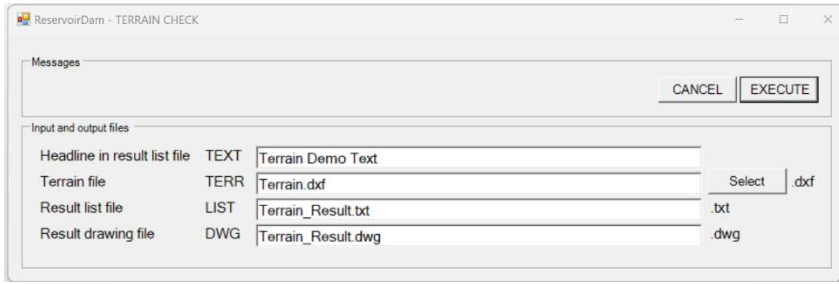 ReservoirDam - TERRAIN CHECK
Messages
CANCEL EXECUTE
Input and output files
Headline in result list file TEXT Terrain Demo Text
Terrain file TERR Terrain.dxf Select .dxf
Result list file LIST Terrain_Result.txt .txt
Result drawing file DWG Terrain_Result.dwg .dwg